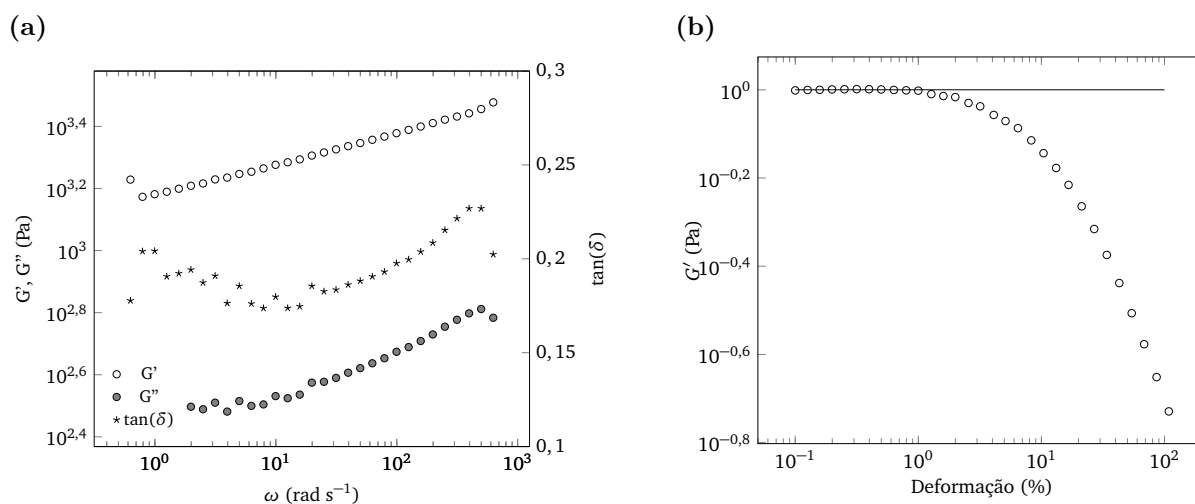 (a)
(b)
0,3
0,25
0,2
0,15
0,1
tan(δ)
10^3,4
10^3,2
10^3
10^2,8
10^2,6
10^2,4
G', G'' (Pa)
G'
G''
tan(δ)
10^0 10^1 10^2 10^3
ω (rad s^−1)
10^0
10^−0,2
10^−0,4
10^−0,6
10^−0,8
G′ (Pa)
10^−1 10^0 10^1 10^2
Deformação (%)